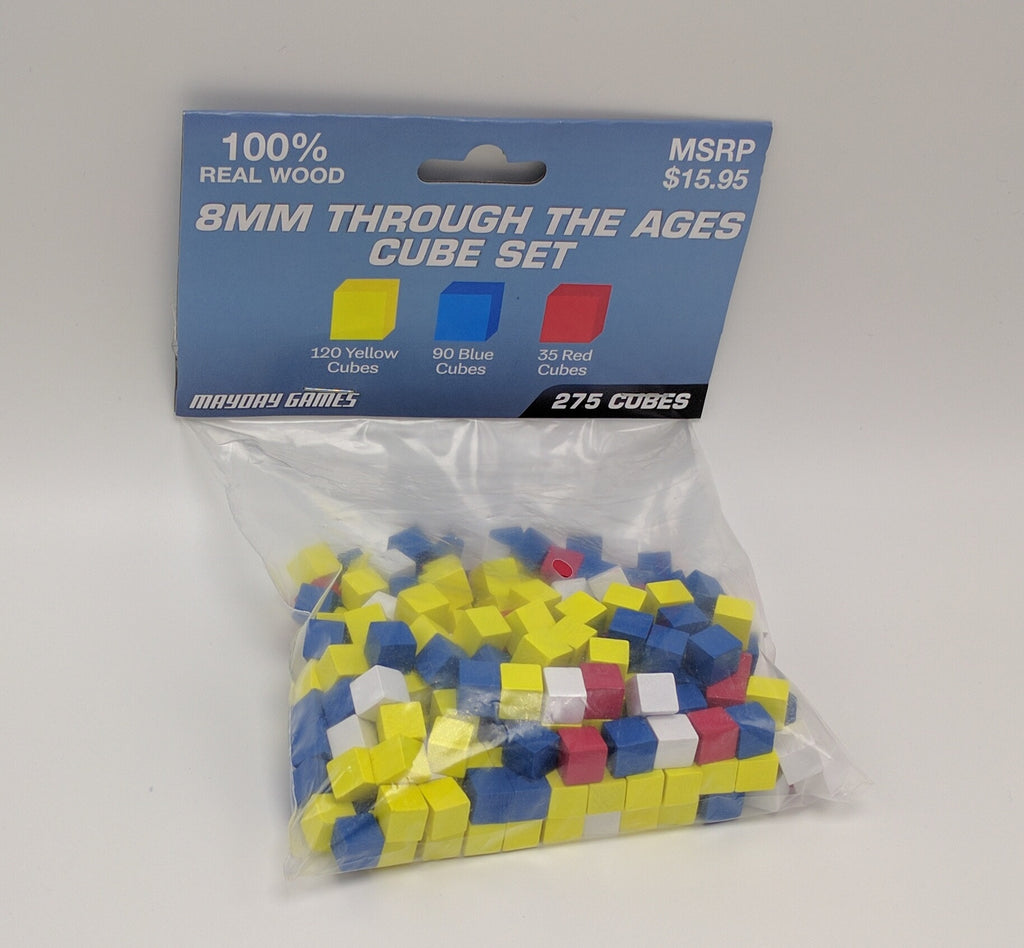 100%
REAL WOOD
MSRP
$15.95
8MM THROUGH THE AGES
CUBE SET
120 Yellow
Cubes
90 Blue
Cubes
35 Red
Cubes
MAYDAY GAMES
275 CUBES